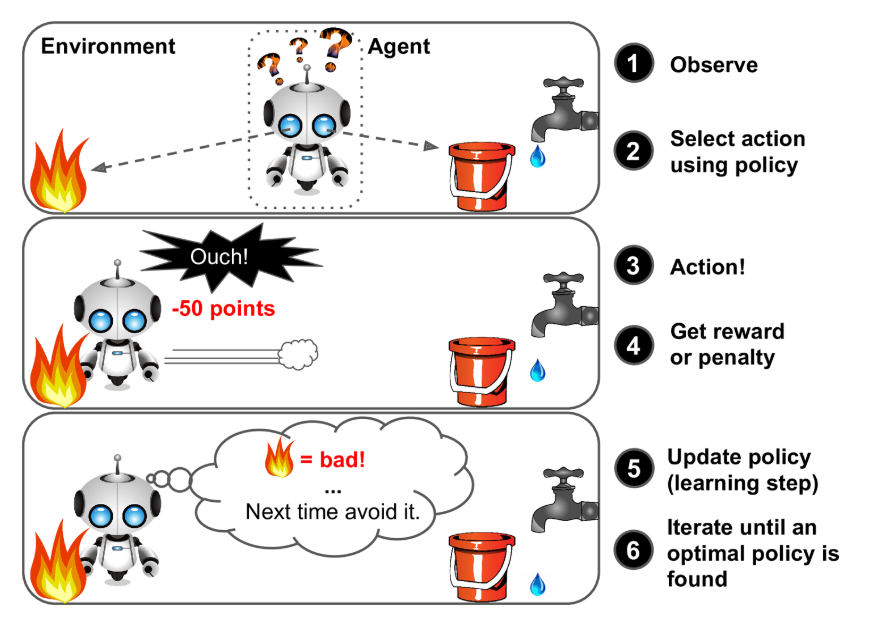 Environment
Agent
? ? ?
1 Observe
2 Select action
using policy
Ouch!
-50 points
3 Action!
4 Get reward
or penalty
= bad!
...
Next time avoid it.
5 Update policy
(learning step)
6 Iterate until an
optimal policy is
found